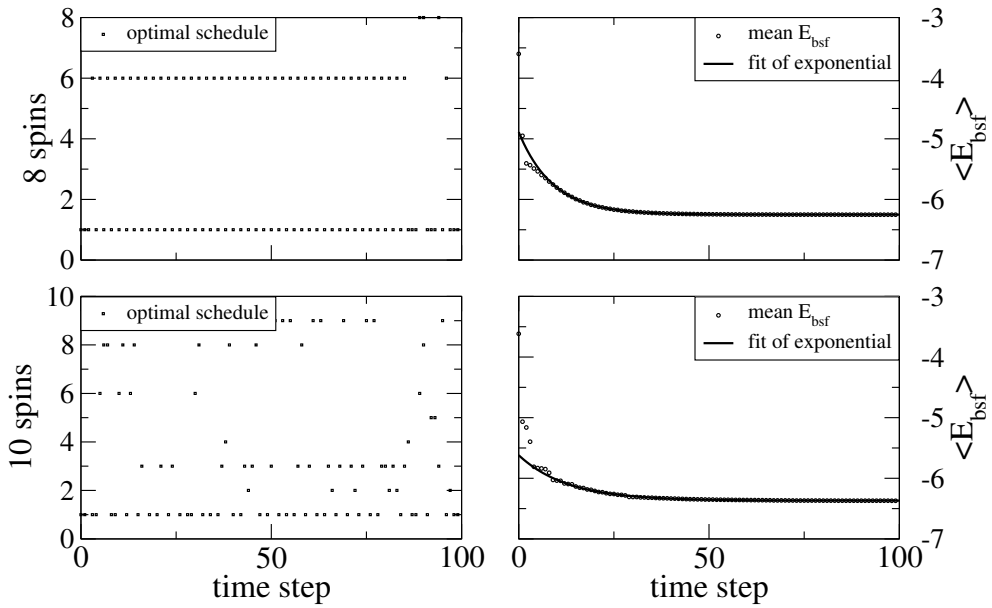 8
6
4
2
0
8 spins
optimal schedule
mean E_bsf
fit of exponential
-3
-4
-5
-6
-7
<E_bsf>
10
8
6
4
2
0
10 spins
optimal schedule
0 50 100
time step
mean E_bsf
fit of exponential
-3
-4
-5
-6
-7
<E_bsf>
0 50 100
time step